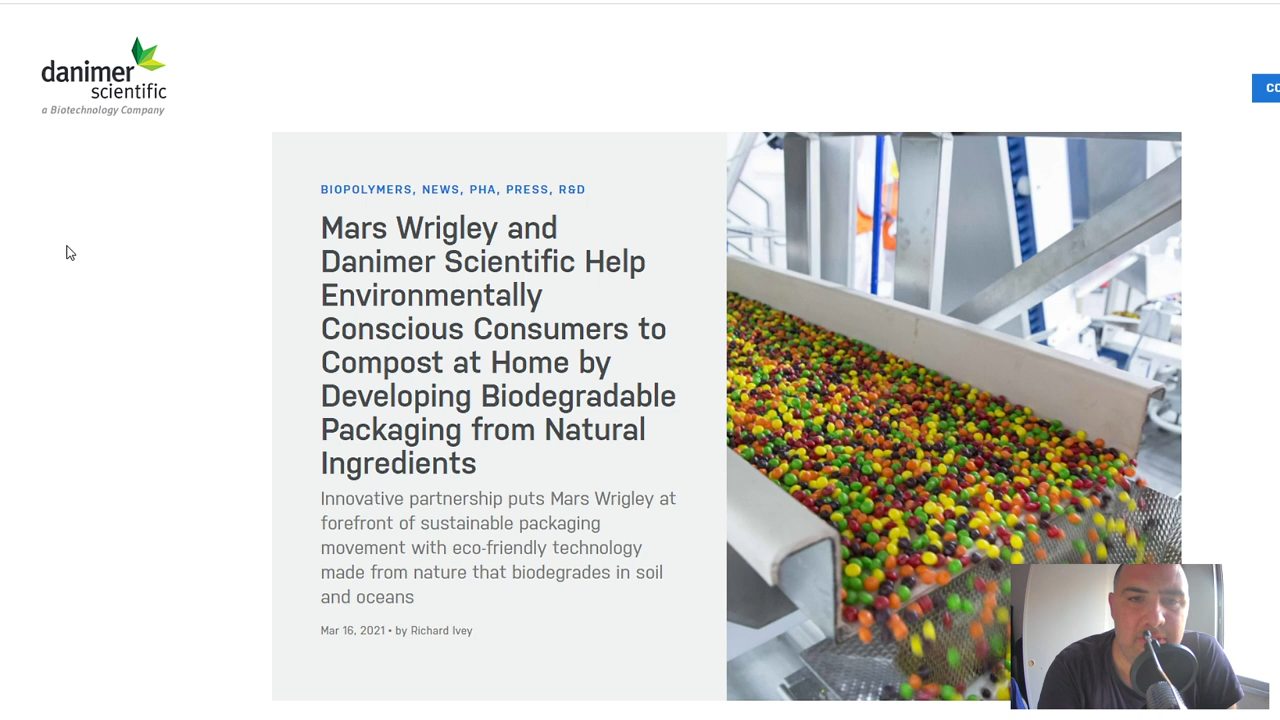 danimer
scientific
a Biotechnology Company
CO
BIOPOLYMERS, NEWS, PHA, PRESS, R&D
Mars Wrigley and
Danimer Scientific Help
Environmentally
Conscious Consumers to
Compost at Home by
Developing Biodegradable
Packaging from Natural
Ingredients
Innovative partnership puts Mars Wrigley at
forefront of sustainable packaging
movement with eco-friendly technology
made from nature that biodegrades in soil
and oceans
Mar 16, 2021 • by Richard Ivey